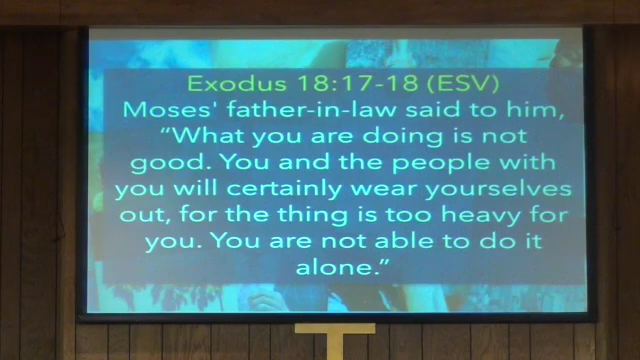 Exodus 18:17-18 (ESV)
Moses' father-in-law said to him,
“What you are doing is not
good. You and the people with
you will certainly wear yourselves
out, for the thing is too heavy for
you. You are not able to do it
alone.”